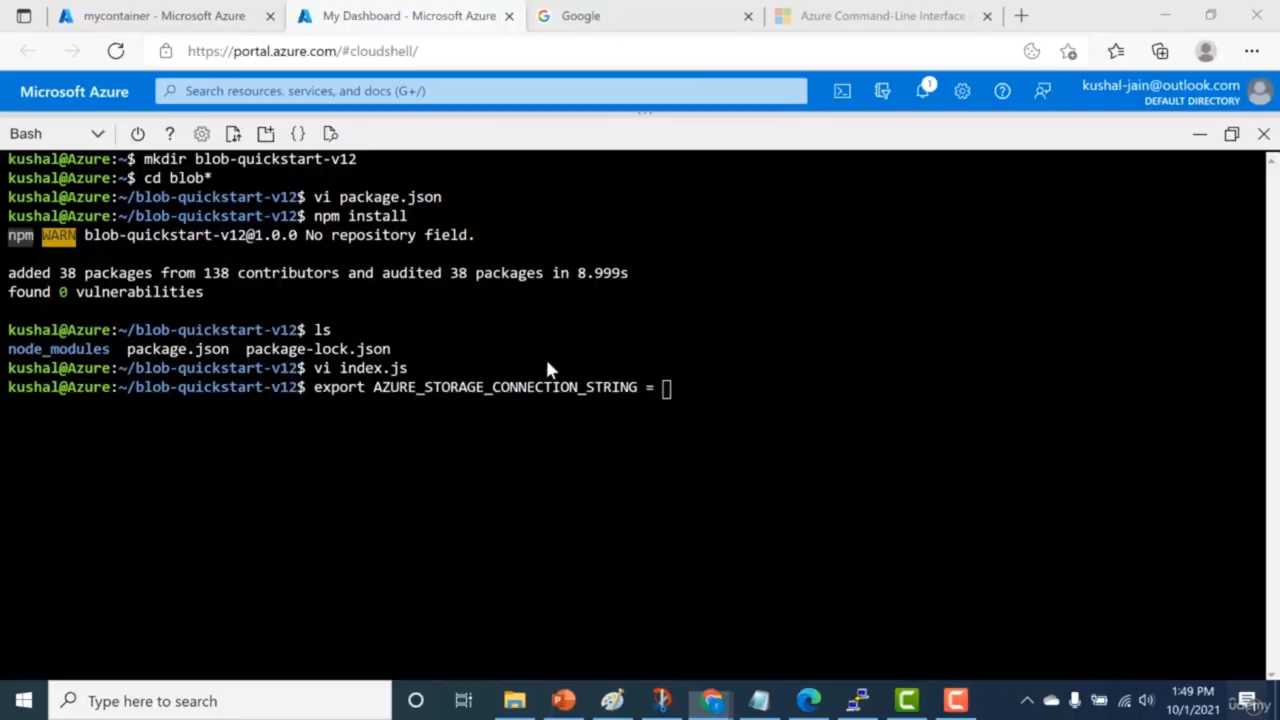 mycontainer - Microsoft Azure
My Dashboard - Microsoft Azure
Google
Azure Command-Line Interface
https://portal.azure.com/#cloudshell/
Microsoft Azure
Search resources, services, and docs (G+/)
1
kushal-jain@outlook.com
DEFAULT DIRECTORY
Bash
kushal@Azure:~$ mkdir blob-quickstart-v12
kushal@Azure:~$ cd blob*
kushal@Azure:~/blob-quickstart-v12$ vi package.json
kushal@Azure:~/blob-quickstart-v12$ npm install
npm WARN blob-quickstart-v12@1.0.0 No repository field.
added 38 packages from 138 contributors and audited 38 packages in 8.999s
found 0 vulnerabilities
kushal@Azure:~/blob-quickstart-v12$ ls
node_modules package.json package-lock.json
kushal@Azure:~/blob-quickstart-v12$ vi index.js
kushal@Azure:~/blob-quickstart-v12$ export AZURE_STORAGE_CONNECTION_STRING =
Type here to search
1:49 PM
10/1/2021
udemy